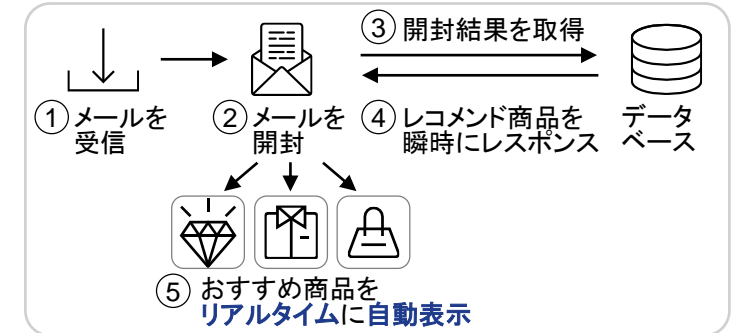 ① メールを
受信
② メールを
開封
③ 開封結果を取得
④ レコメンド商品を
瞬時にレスポンス
データ
ベース
⑤ おすすめ商品を
リアルタイムに自動表示